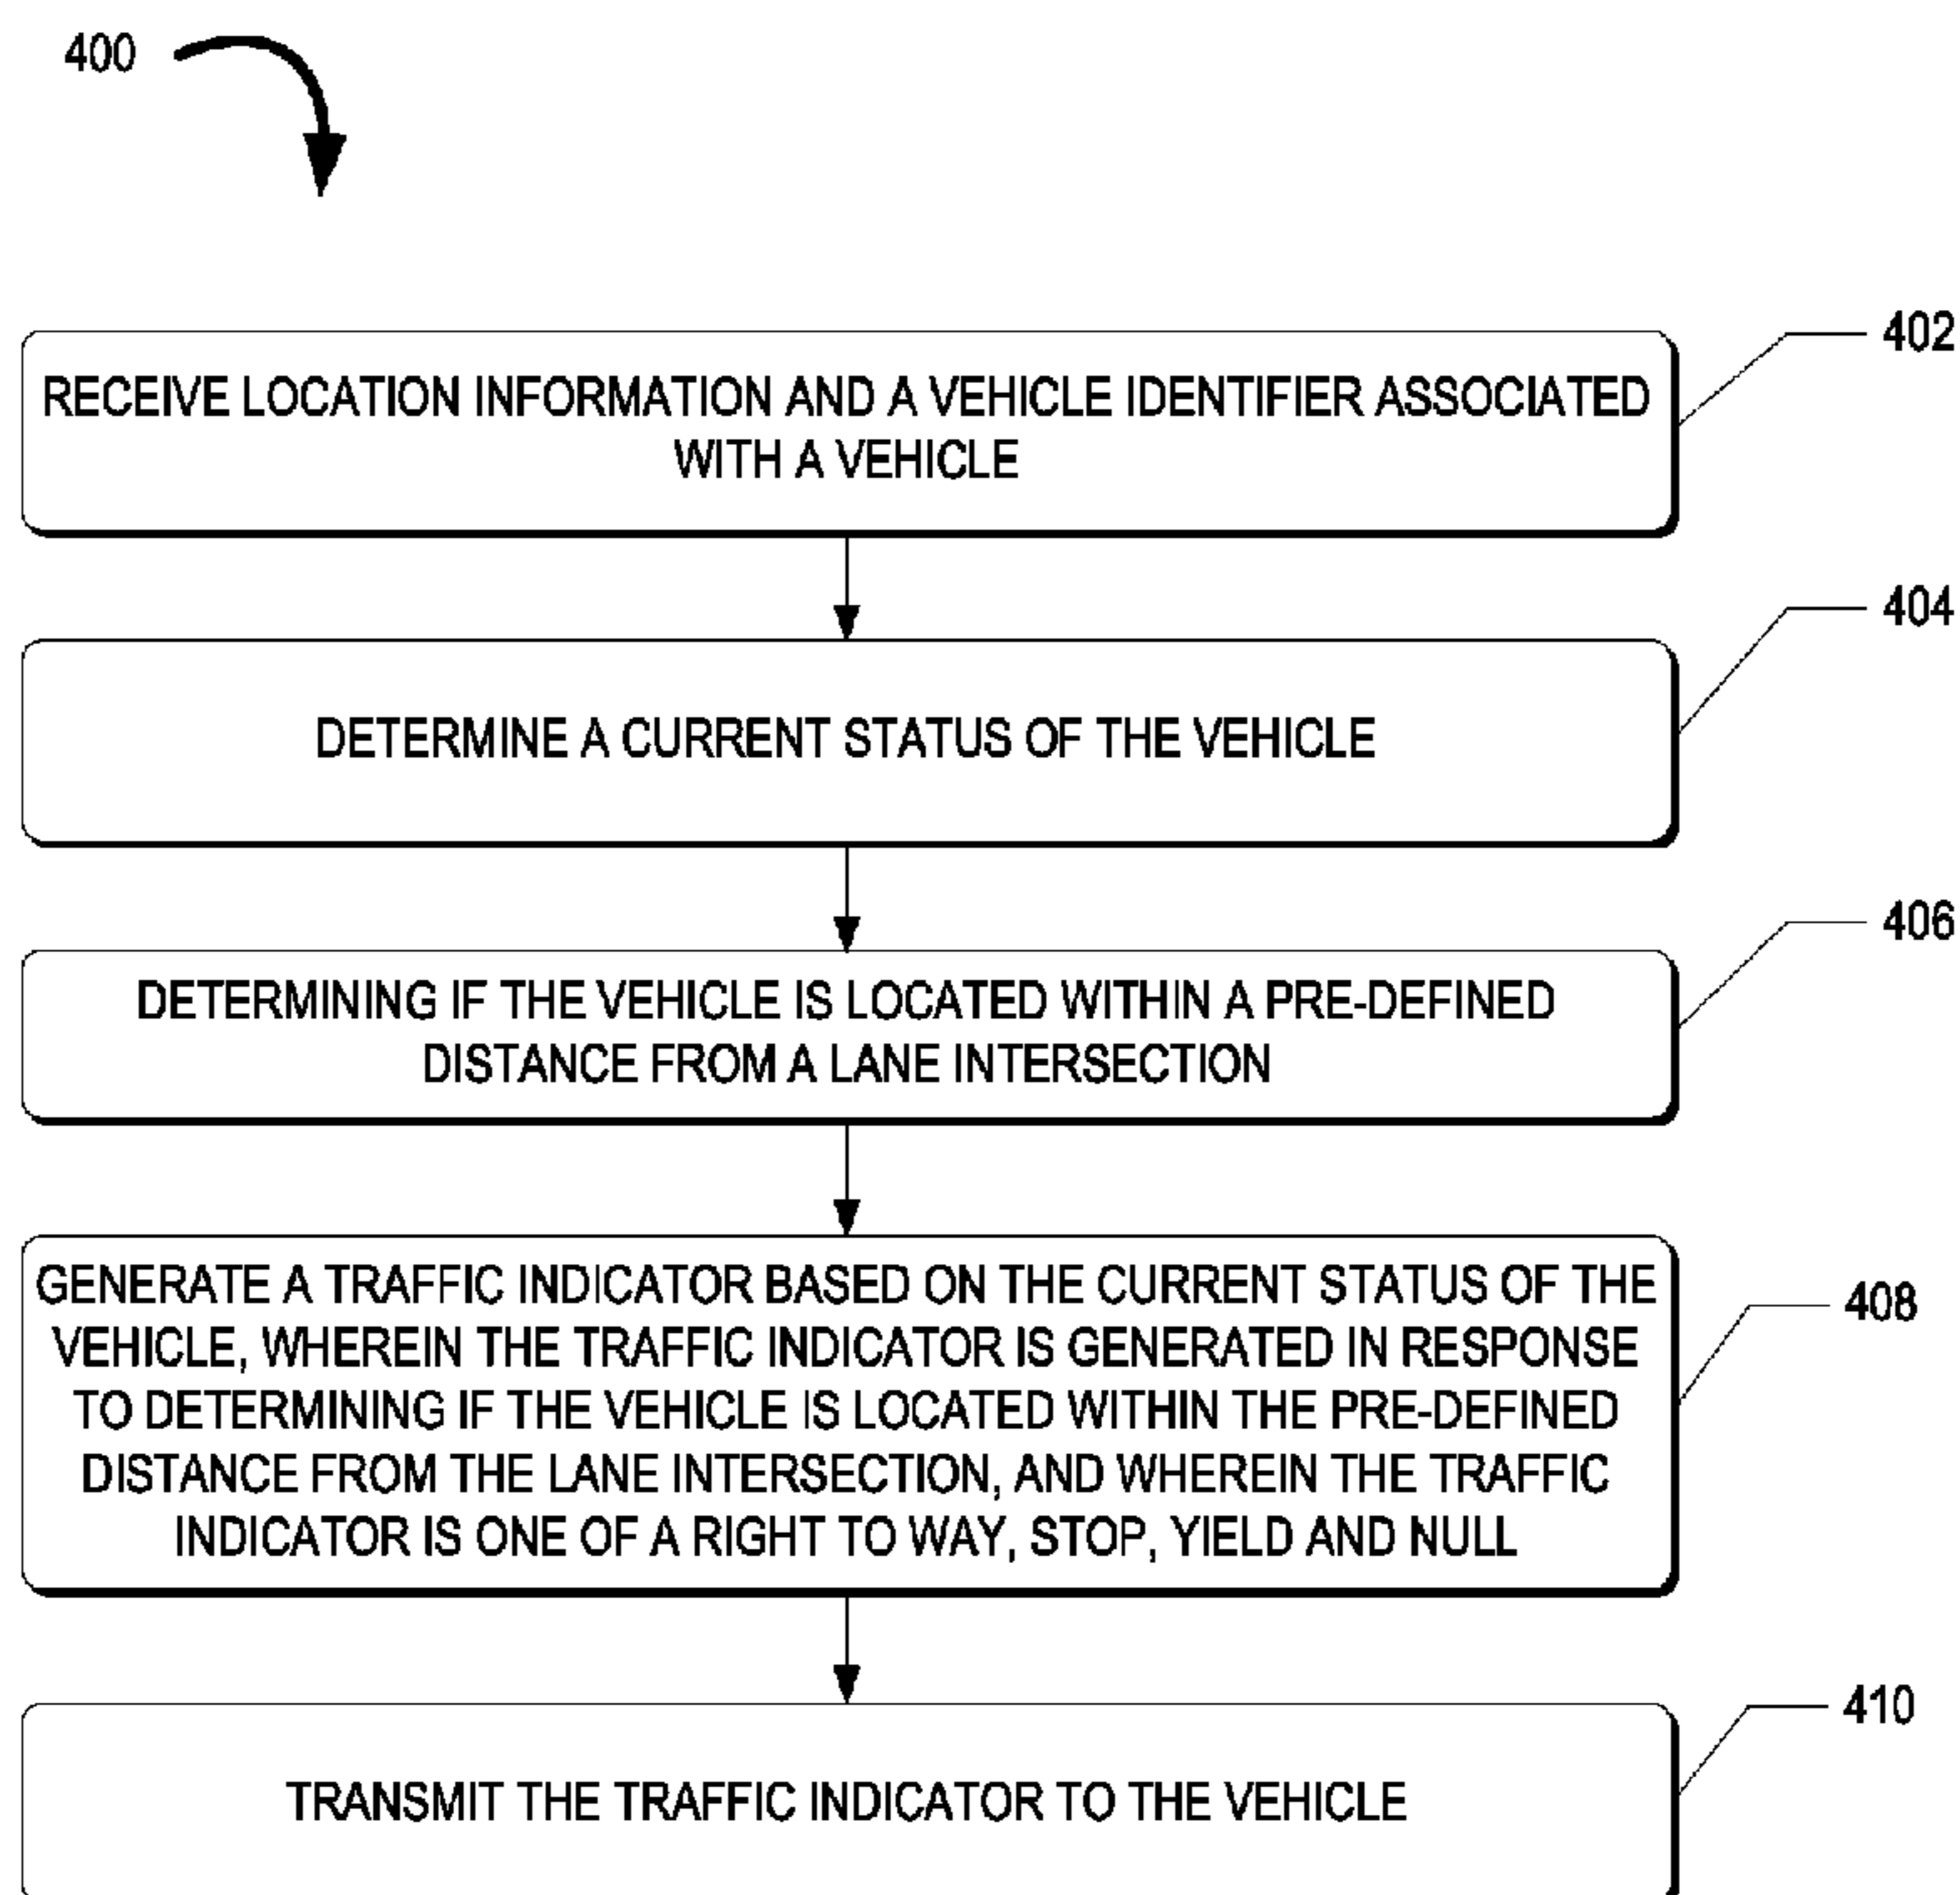 400
402
RECEIVE LOCATION INFORMATION AND A VEHICLE IDENTIFIER ASSOCIATED
WITH A VEHICLE
404
DETERMINE A CURRENT STATUS OF THE VEHICLE
406
DETERMINING IF THE VEHICLE IS LOCATED WITHIN A PRE-DEFINED
DISTANCE FROM A LANE INTERSECTION
408
GENERATE A TRAFFIC INDICATOR BASED ON THE CURRENT STATUS OF THE
VEHICLE, WHEREIN THE TRAFFIC INDICATOR IS GENERATED IN RESPONSE
TO DETERMINING IF THE VEHICLE IS LOCATED WITHIN THE PRE-DEFINED
DISTANCE FROM THE LANE INTERSECTION, AND WHEREIN THE TRAFFIC
INDICATOR IS ONE OF A RIGHT TO WAY, STOP, YIELD AND NULL
410
TRANSMIT THE TRAFFIC INDICATOR TO THE VEHICLE